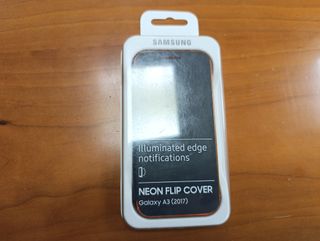 SAMSUNG
Illuminated edge
notifications
NEON FLIP COVER
Galaxy A3 (2017)